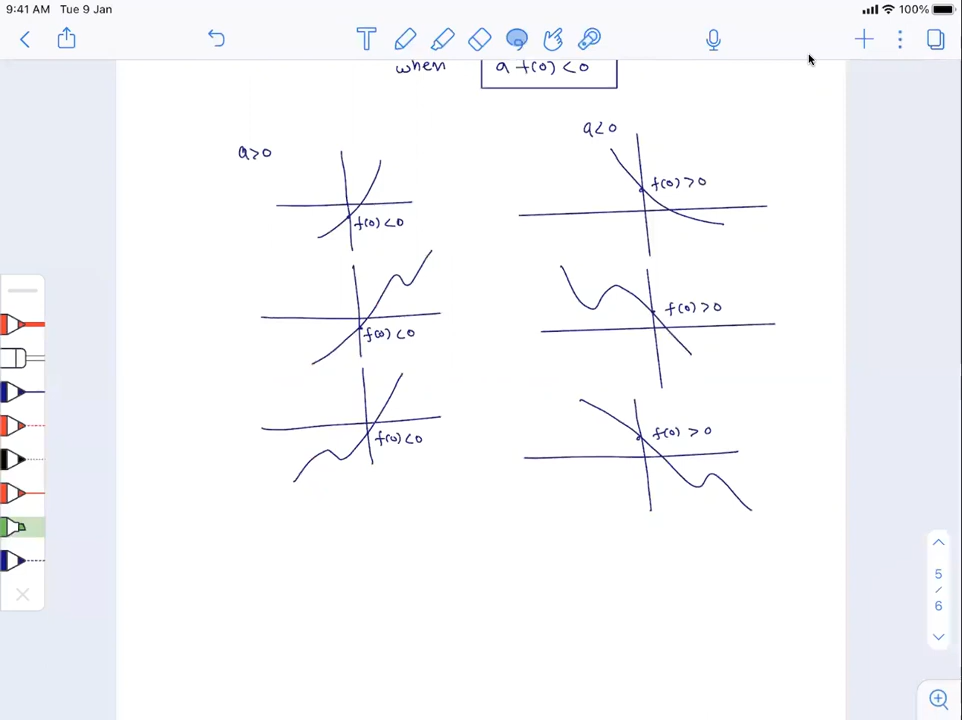 9:41 AM Tue 9 Jan
100%
when a f(0) < 0
a>0
f(0) < 0
f(0) < 0
f(0) < 0
a<0
f(0) > 0
f(0) > 0
f(0) > 0
5
/
6